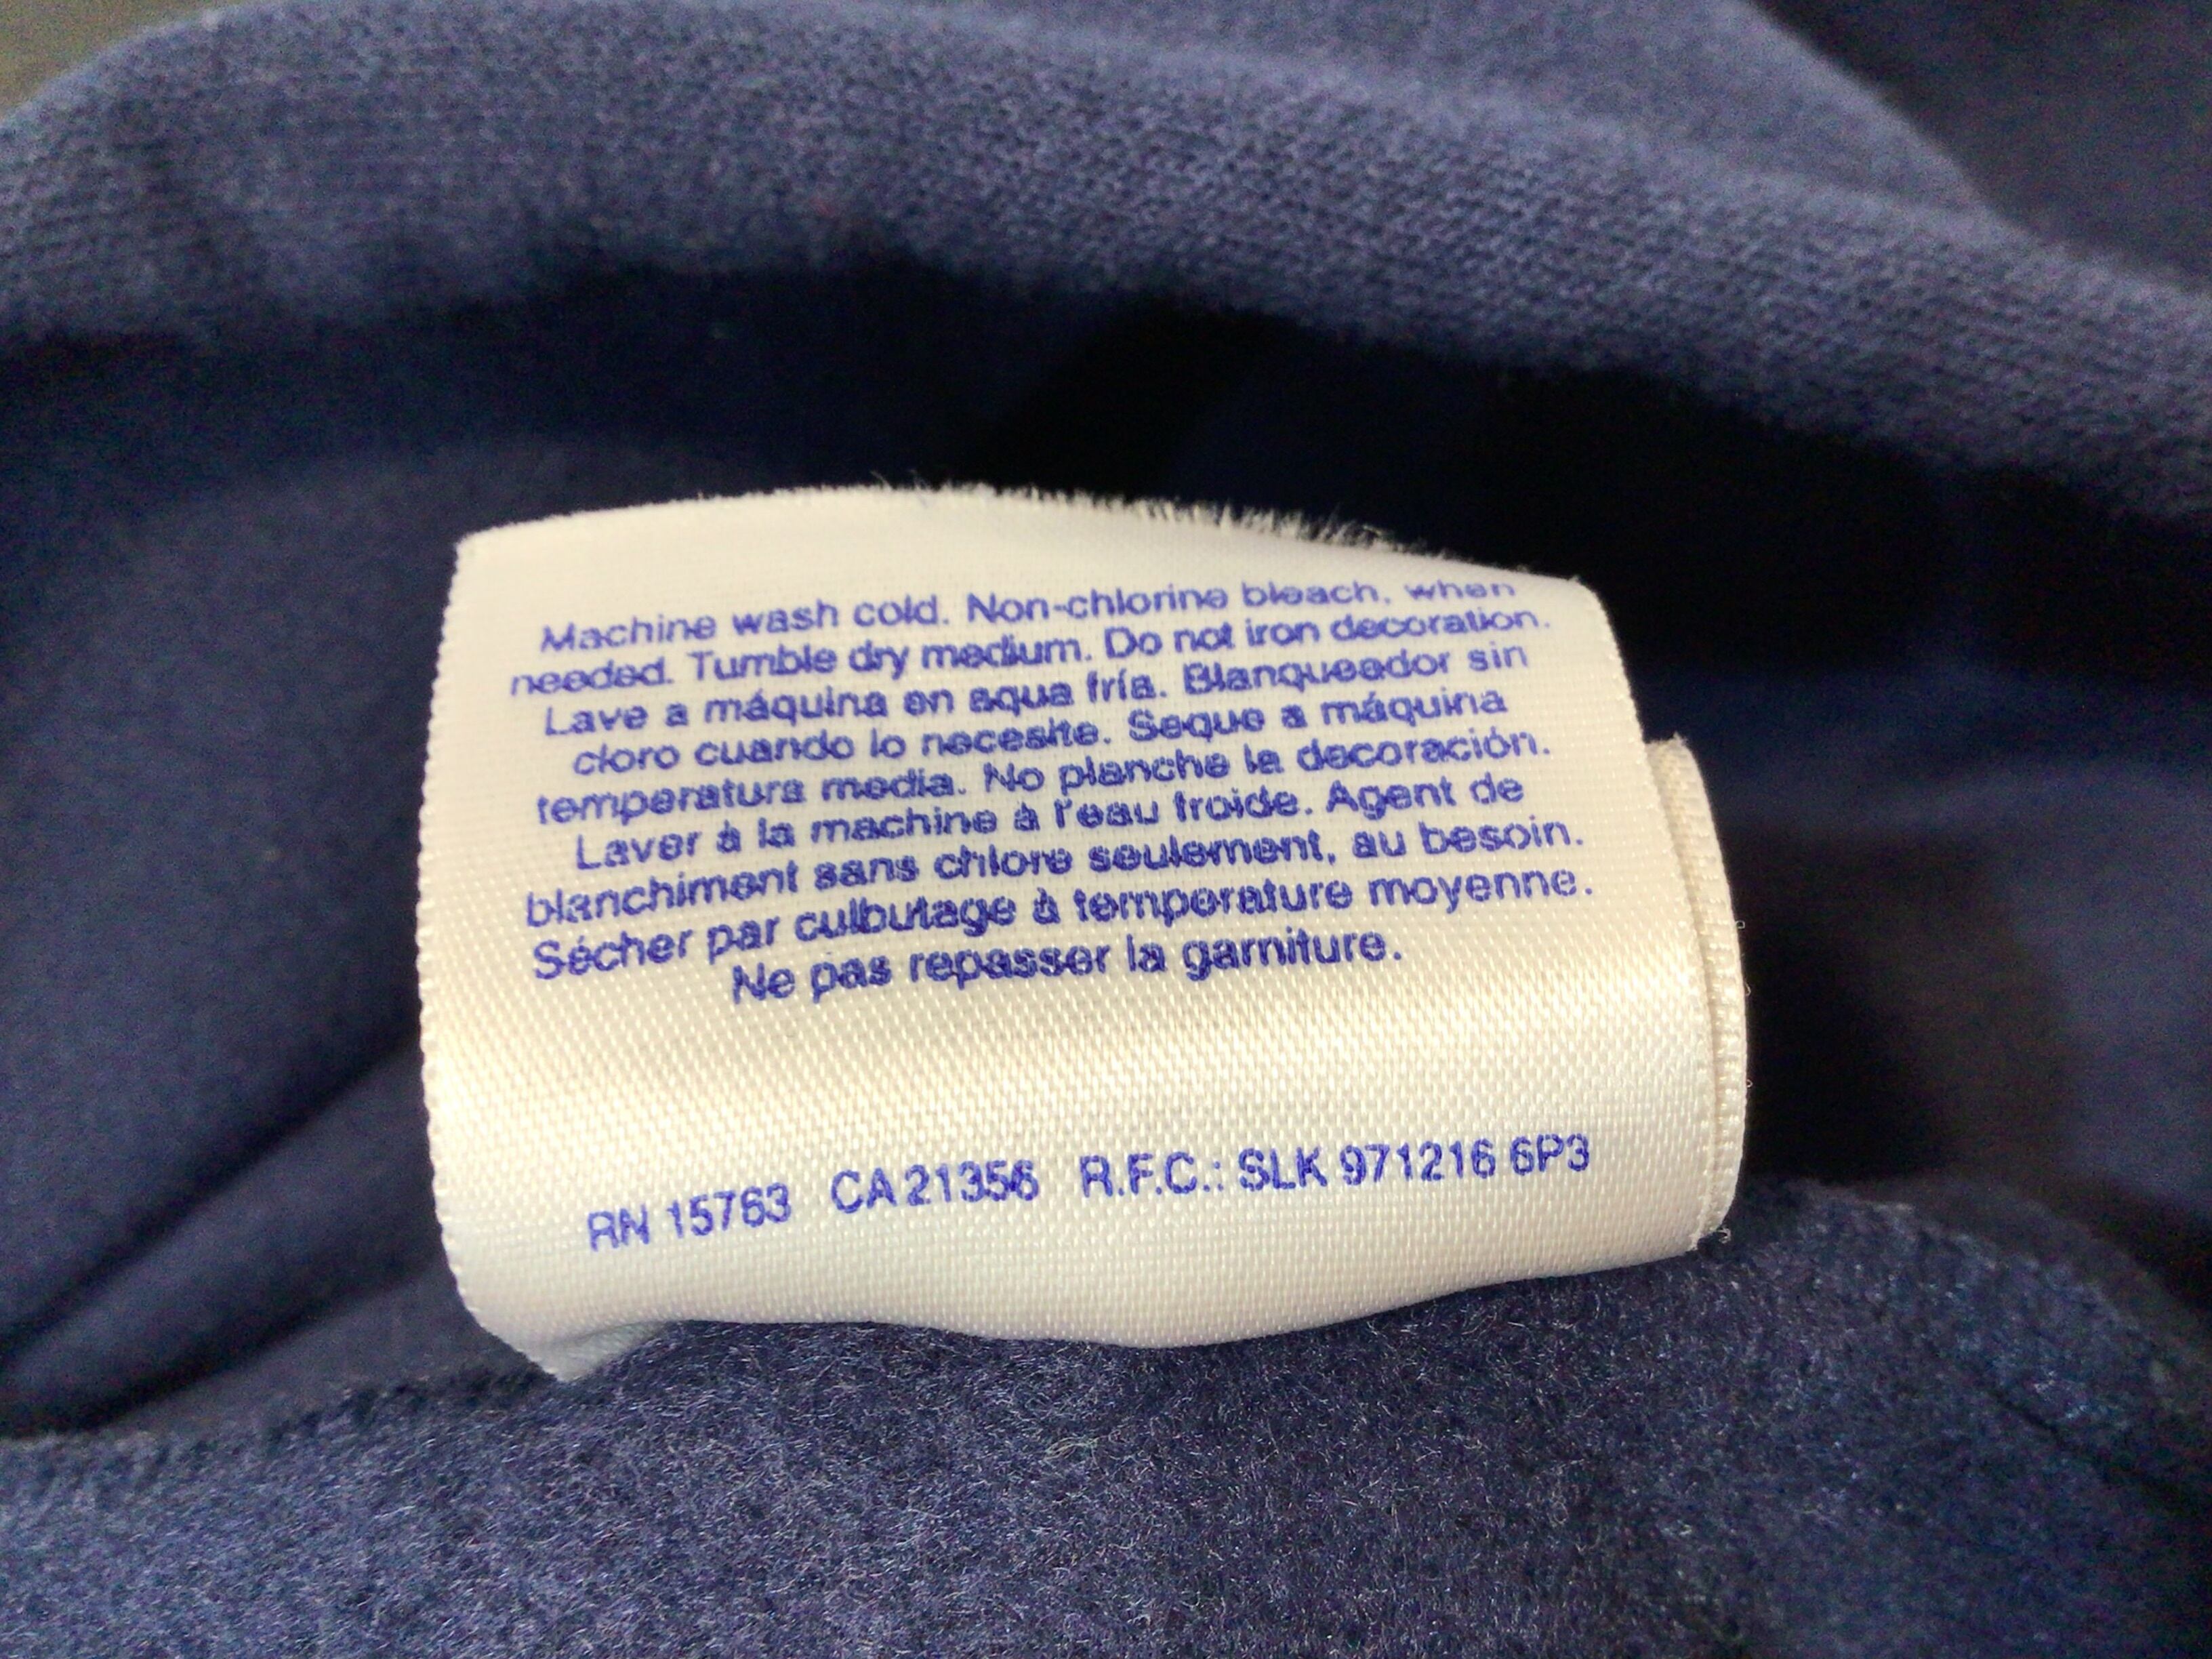 Machine wash cold. Non-chlorine bleach, when
needed. Tumble dry medium. Do not iron decoration.
Lave a máquina en aqua fría. Blanqueador sin
cloro cuando lo necesite. Seque a máquina
temperatura media. No planche la decoración.
Laver à la machine à l'eau froide. Agent de
blanchiment sans chlore seulement, au besoin.
Sécher par culbutage à température moyenne.
Ne pas repasser la garniture.
RN 15763 CA 21356 R.F.C.: SLK 971216 6P3